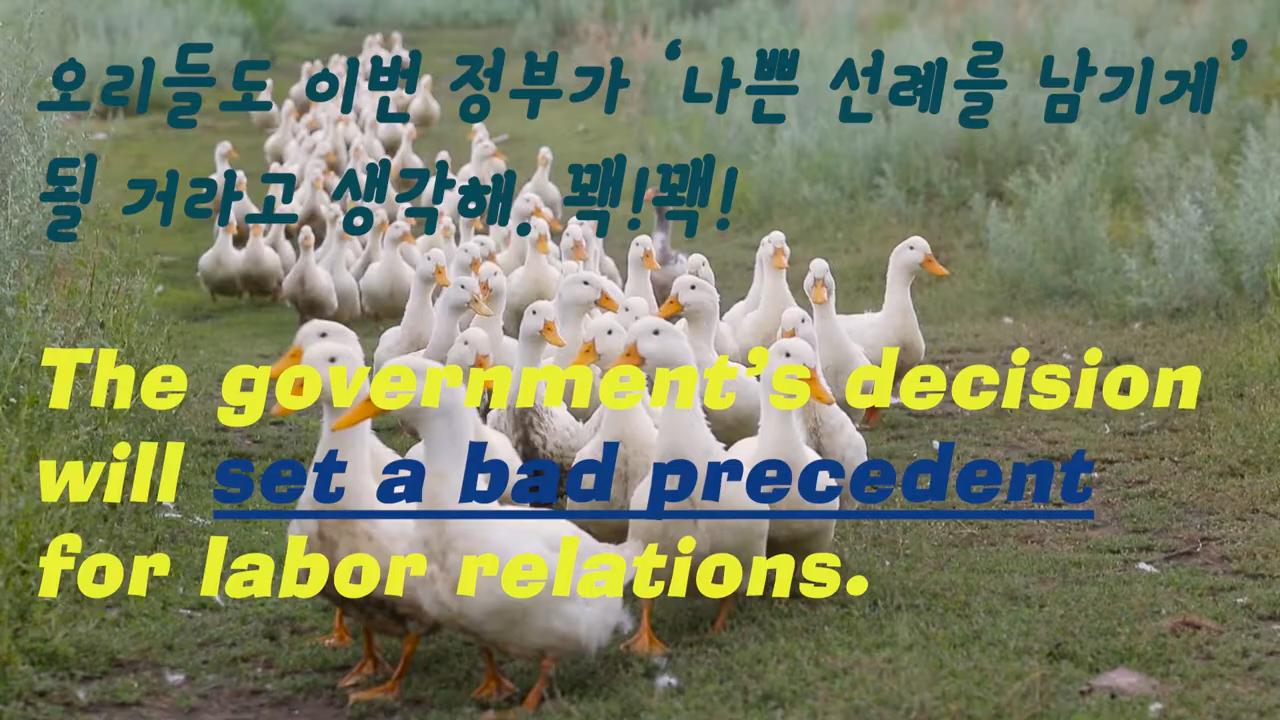 오리들도 이번 정부가 ‘나쁜 선례를 남기게’
될 거라고 생각해. 꽥!꽥!
The government’s decision
will set a bad precedent
for labor relations.